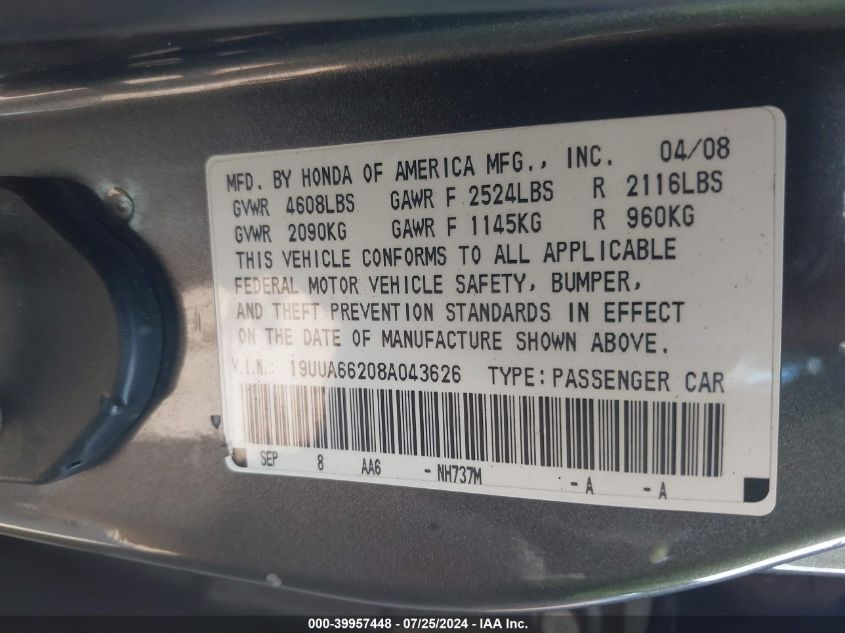 MFD. BY HONDA OF AMERICA MFG., INC. 04/08
GVWR 4608LBS GAWR F 2524LBS R 2116LBS
GVWR 2090KG GAWR F 1145KG R 960KG
THIS VEHICLE CONFORMS TO ALL APPLICABLE
FEDERAL MOTOR VEHICLE SAFETY, BUMPER,
AND THEFT PREVENTION STANDARDS IN EFFECT
ON THE DATE OF MANUFACTURE SHOWN ABOVE.
V.I.N.: 19UUA66208A043626 TYPE: PASSENGER CAR
SEP 8 AA6 - NH737M - A - A
000-39957448 - 07/25/2024 - IAA Inc.